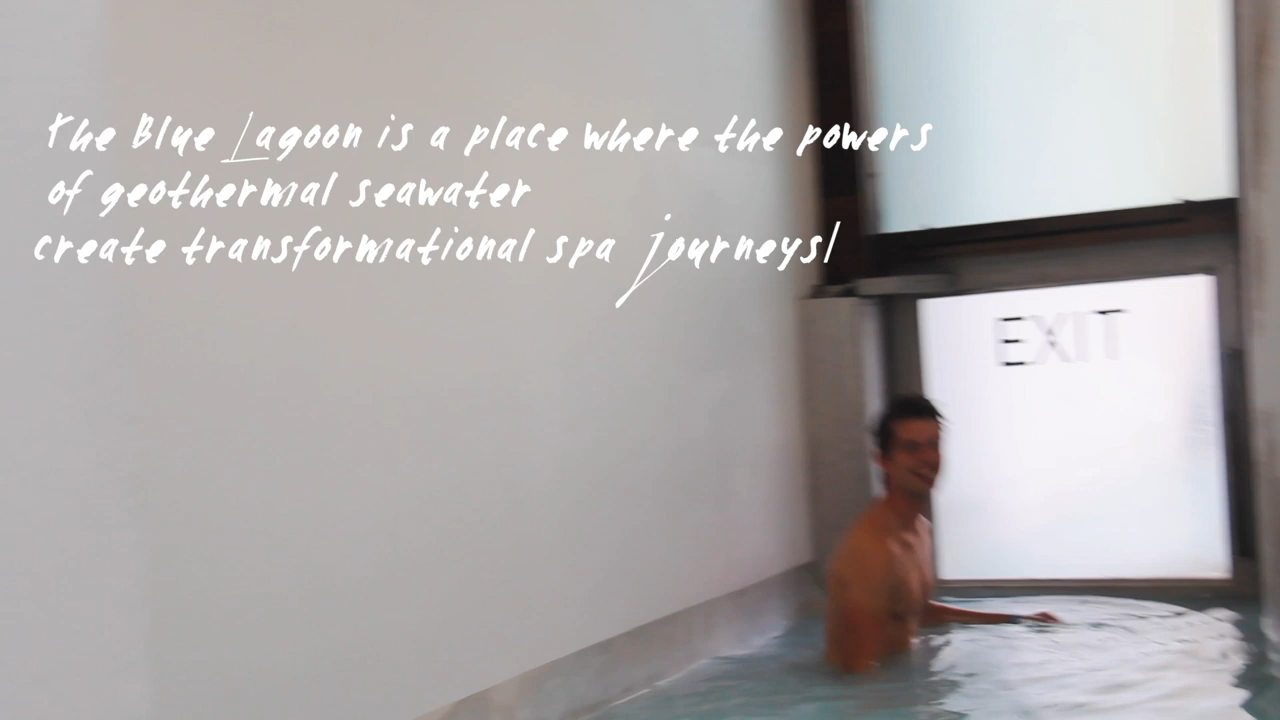 The Blue Lagoon is a place where the powers
of geothermal seawater
create transformational spa journeys!
EXIT